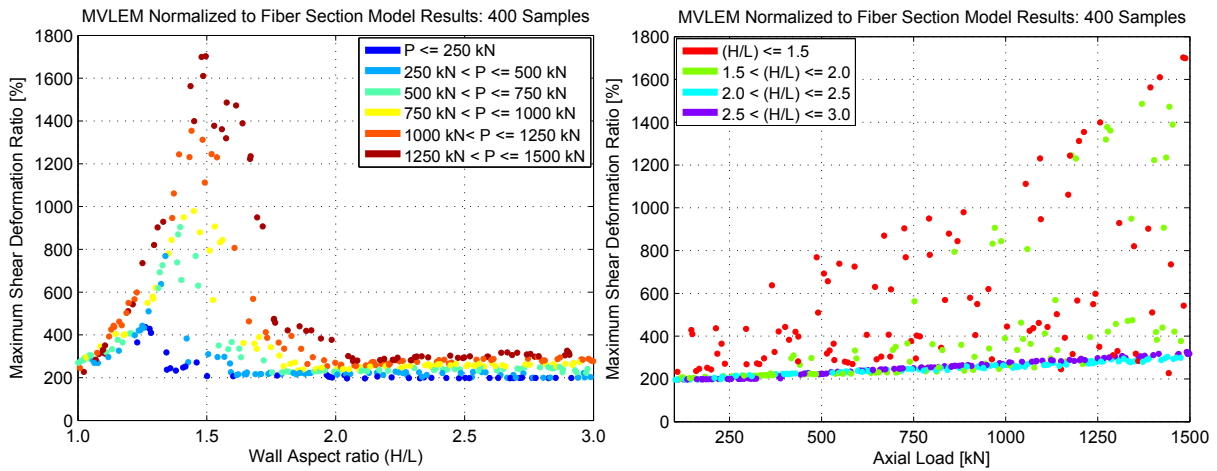 MVLEM Normalized to Fiber Section Model Results: 400 Samples
Maximum Shear Deformation Ratio [%]
1800
1600
1400
1200
1000
800
600
400
200
0
P <= 250 kN
250 kN < P <= 500 kN
500 kN < P <= 750 kN
750 kN < P <= 1000 kN
1000 kN< P <= 1250 kN
1250 kN < P <= 1500 kN
1.0 1.5 2.0 2.5 3.0
Wall Aspect ratio (H/L)
MVLEM Normalized to Fiber Section Model Results: 400 Samples
Maximum Shear Deformation Ratio [%]
1800
1600
1400
1200
1000
800
600
400
200
0
(H/L) <= 1.5
1.5 < (H/L) <= 2.0
2.0 < (H/L) <= 2.5
2.5 < (H/L) <= 3.0
250 500 750 1000 1250 1500
Axial Load [kN]